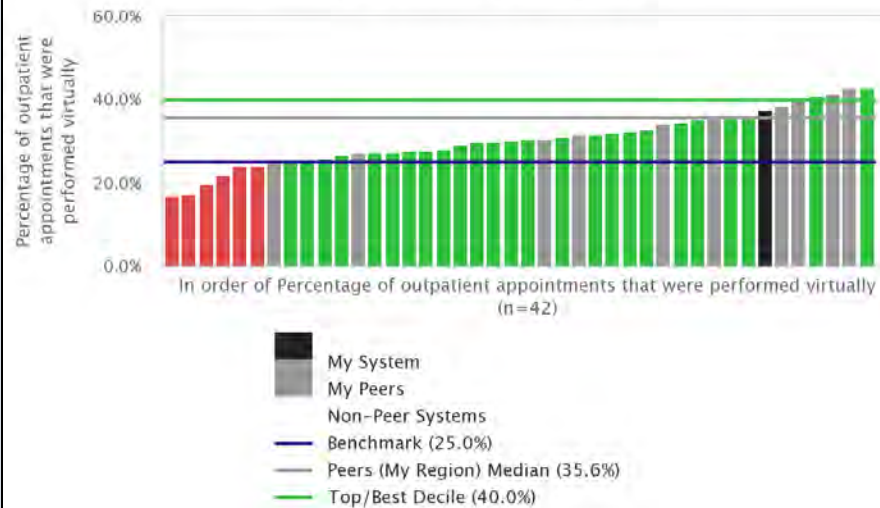 60.0%
40.0%
20.0%
0.0%
Percentage of outpatient
appointments that were
performed virtually
In order of Percentage of outpatient appointments that were performed virtually
(n=42)
My System
My Peers
Non-Peer Systems
Benchmark (25.0%)
Peers (My Region) Median (35.6%)
Top/Best Decile (40.0%)